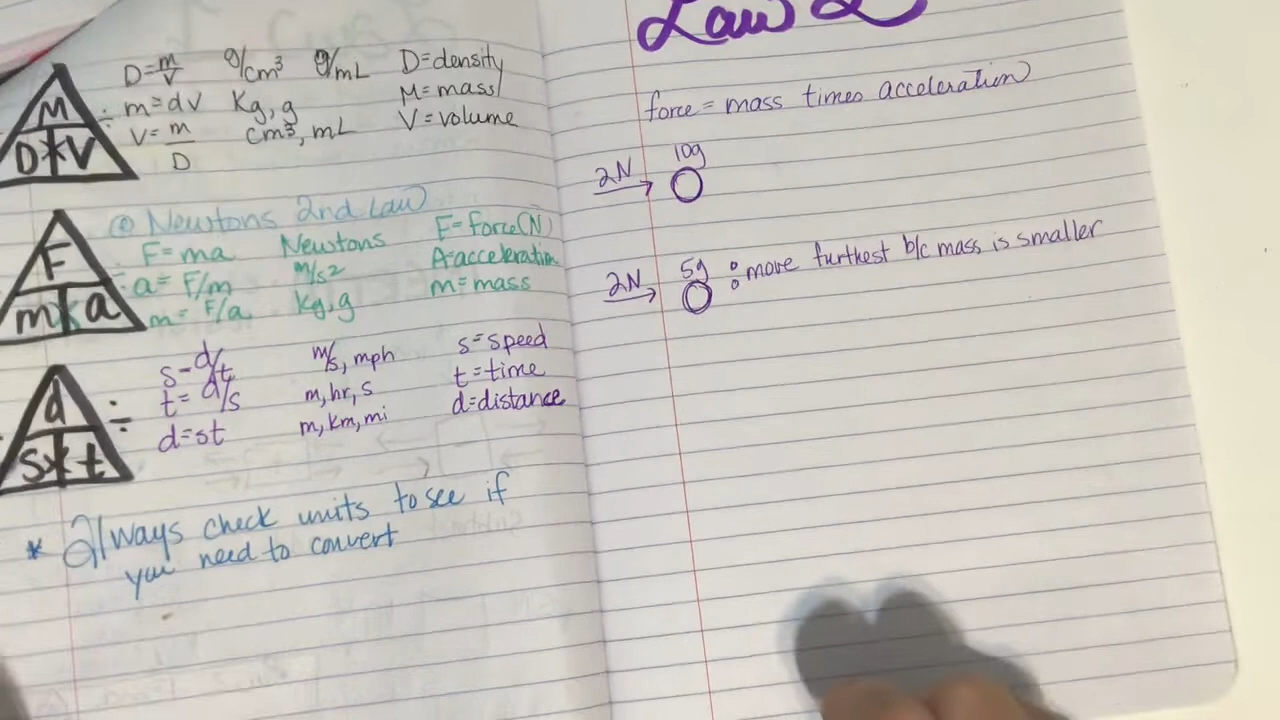 M
D * V
÷
D = m/V g/cm³ g/mL D = density
m = dV Kg, g M = mass
V = m/D cm³, mL V = volume
@ Newtons 2nd Law
F
m * a
÷
F = ma Newtons F = force (N)
a = F/m m/s² A = acceleration
m = F/a kg, g m = mass
d
s * t
÷
s = d/t m/s, mph s = speed
t = d/s m, hr, s t = time
d = st m, km, mi d = distance
* Always check units to see if
you need to convert
Law 2
force = mass times acceleration
2N → 10g
2N → 5g : move furthest b/c mass is smaller